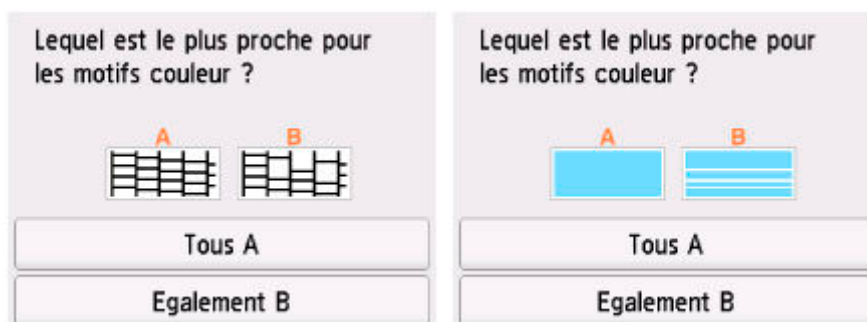 Lequel est le plus proche pour
les motifs couleur ?
A B
Tous A
Egalement B
Lequel est le plus proche pour
les motifs couleur ?
A B
Tous A
Egalement B